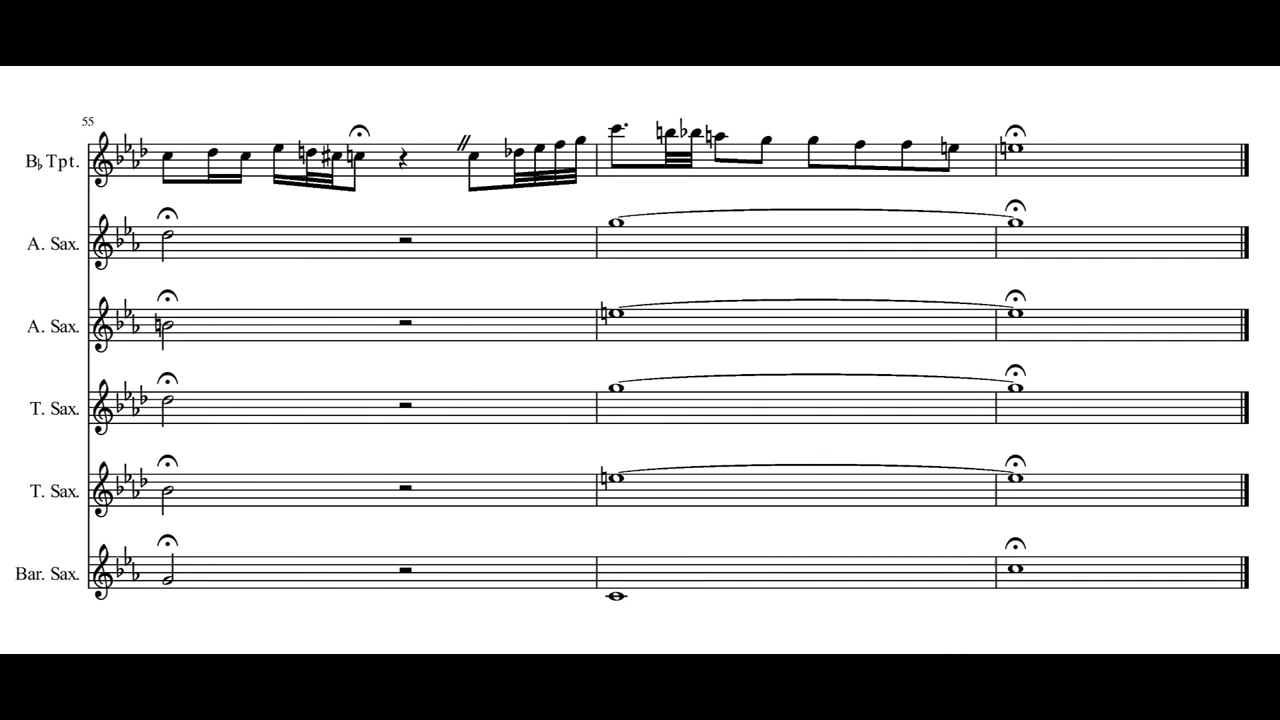 55
B♭ Tpt.
A. Sax.
A. Sax.
T. Sax.
T. Sax.
Bar. Sax.